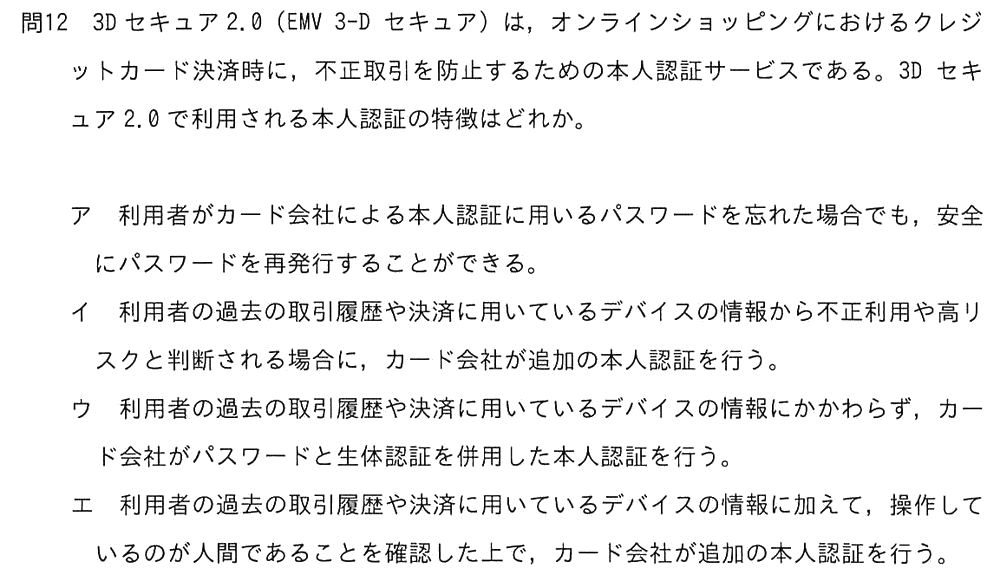 問12 3D セキュア 2.0（EMV 3-D セキュア）は，オンラインショッピングにおけるクレジ
ットカード決済時に，不正取引を防止するための本人認証サービスである。3D セキ
ュア 2.0 で利用される本人認証の特徴はどれか。
ア 利用者がカード会社による本人認証に用いるパスワードを忘れた場合でも，安全
にパスワードを再発行することができる。
イ 利用者の過去の取引履歴や決済に用いているデバイスの情報から不正利用や高リ
スクと判断される場合に，カード会社が追加の本人認証を行う。
ウ 利用者の過去の取引履歴や決済に用いているデバイスの情報にかかわらず，カー
ド会社がパスワードと生体認証を併用した本人認証を行う。
エ 利用者の過去の取引履歴や決済に用いているデバイスの情報に加えて，操作して
いるのが人間であることを確認した上で，カード会社が追加の本人認証を行う。